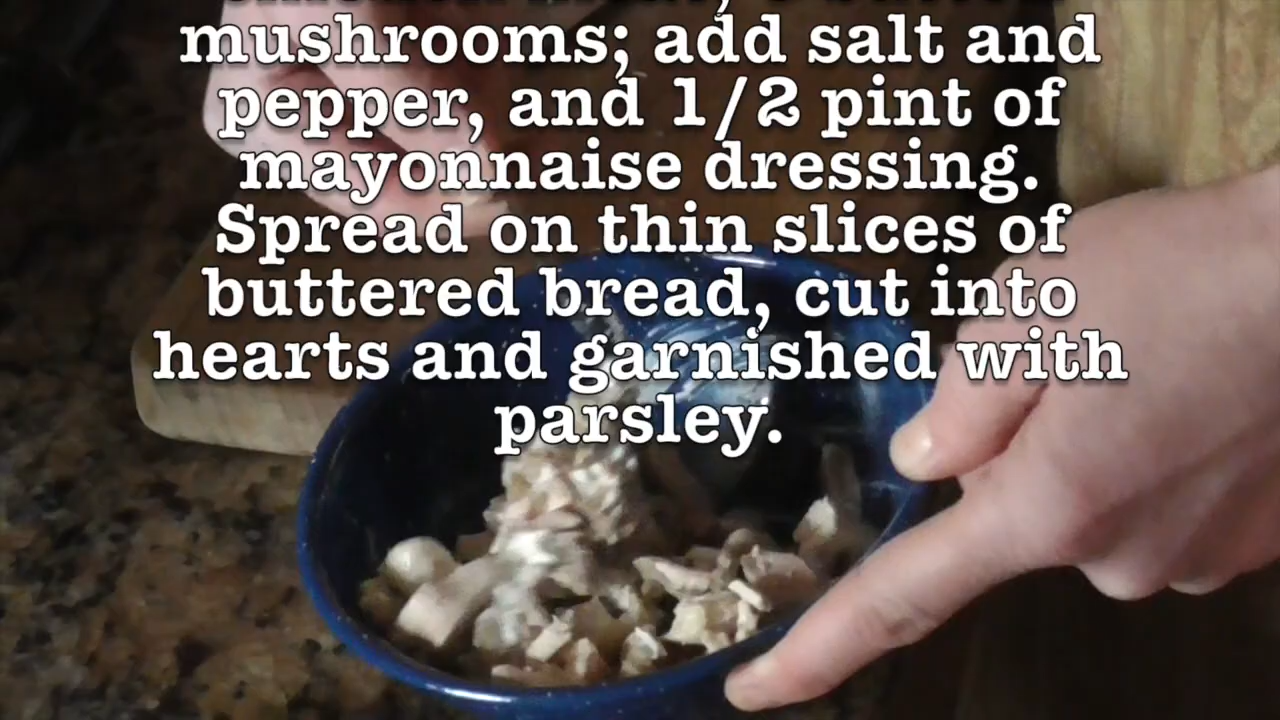 mushrooms; add salt and
pepper, and 1/2 pint of
mayonnaise dressing.
Spread on thin slices of
buttered bread, cut into
hearts and garnished with
parsley.